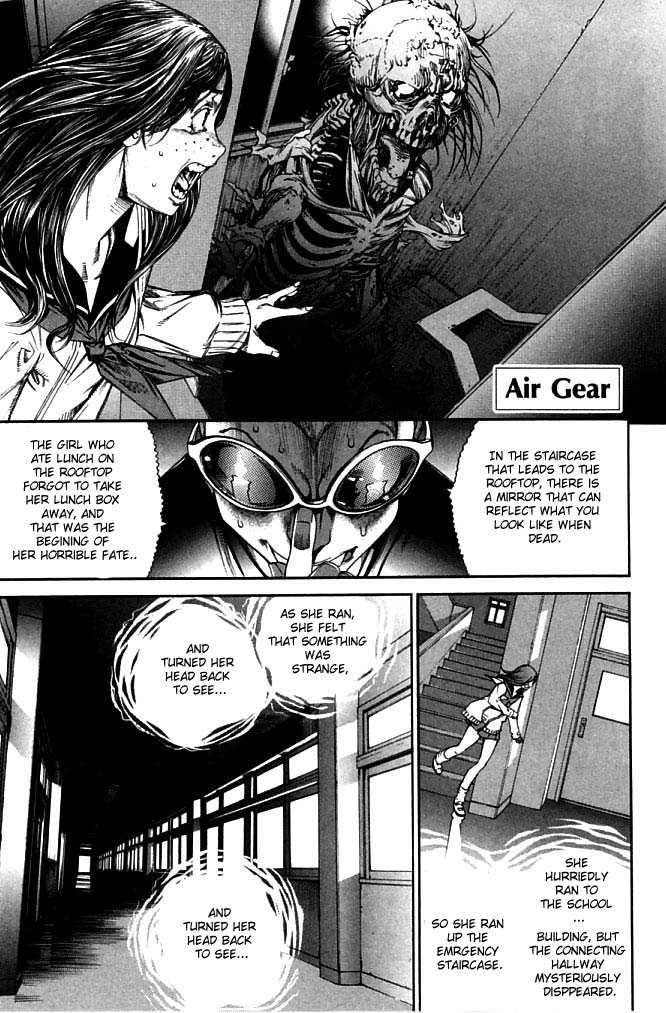 Air Gear
IN THE STAIRCASE
THAT LEADS TO THE
ROOFTOP, THERE IS
A MIRROR THAT CAN
REFLECT WHAT YOU
LOOK LIKE WHEN
DEAD.
THE GIRL WHO
ATE LUNCH ON
THE ROOFTOP
FORGOT TO TAKE
HER LUNCH BOX
AWAY, AND
THAT WAS THE
BEGINING OF
HER HORRIBLE FATE..
SHE
HURRIEDLY
RAN TO
THE SCHOOL
...
BUILDING, BUT
THE CONNECTING
HALLWAY
MYSTERIOUSLY
DISPPEARED.
SO SHE RAN
UP THE
EMRGENCY
STAIRCASE.
AS SHE RAN,
SHE FELT
THAT SOMETHING
WAS
STRANGE,
AND
TURNED HER
HEAD BACK
TO SEE...
AND
TURNED HER
HEAD BACK
TO SEE...